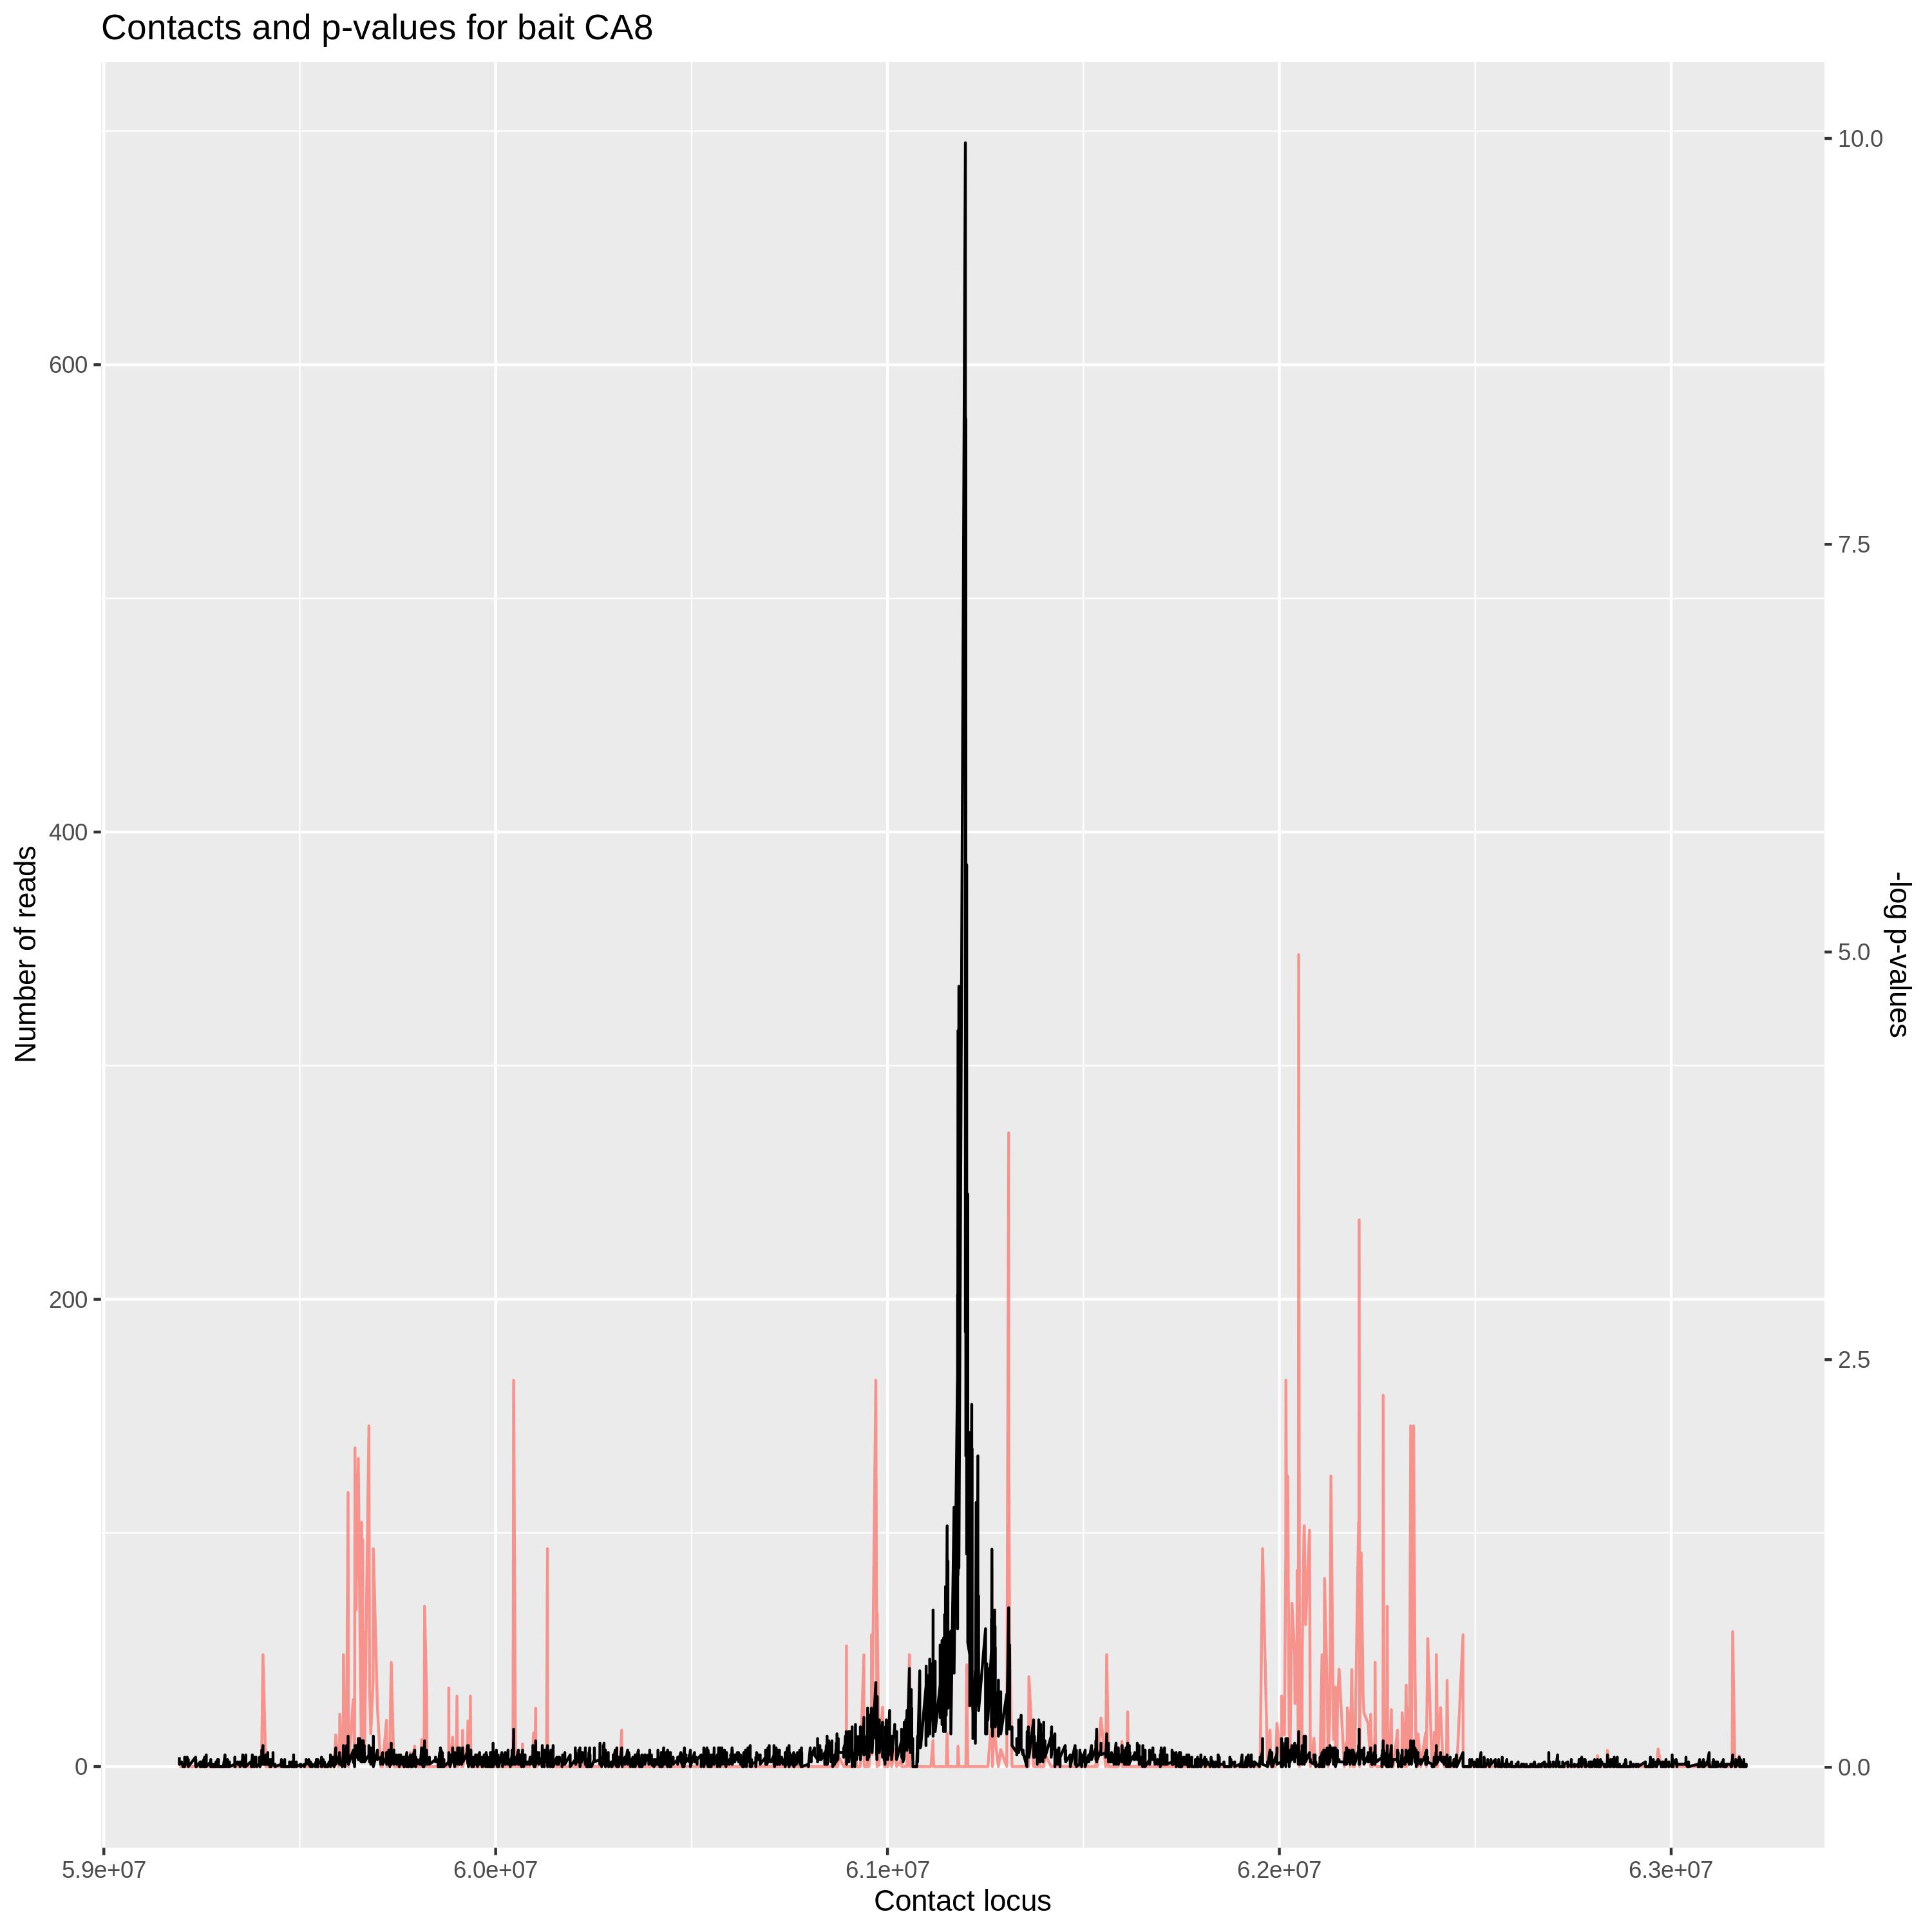 Contacts and p-values for bait CA8
Number of reads
600
400
200
0
10.0
7.5
5.0
2.5
0.0
-log p-values
5.9e+07
6.0e+07
6.1e+07
6.2e+07
6.3e+07
Contact locus